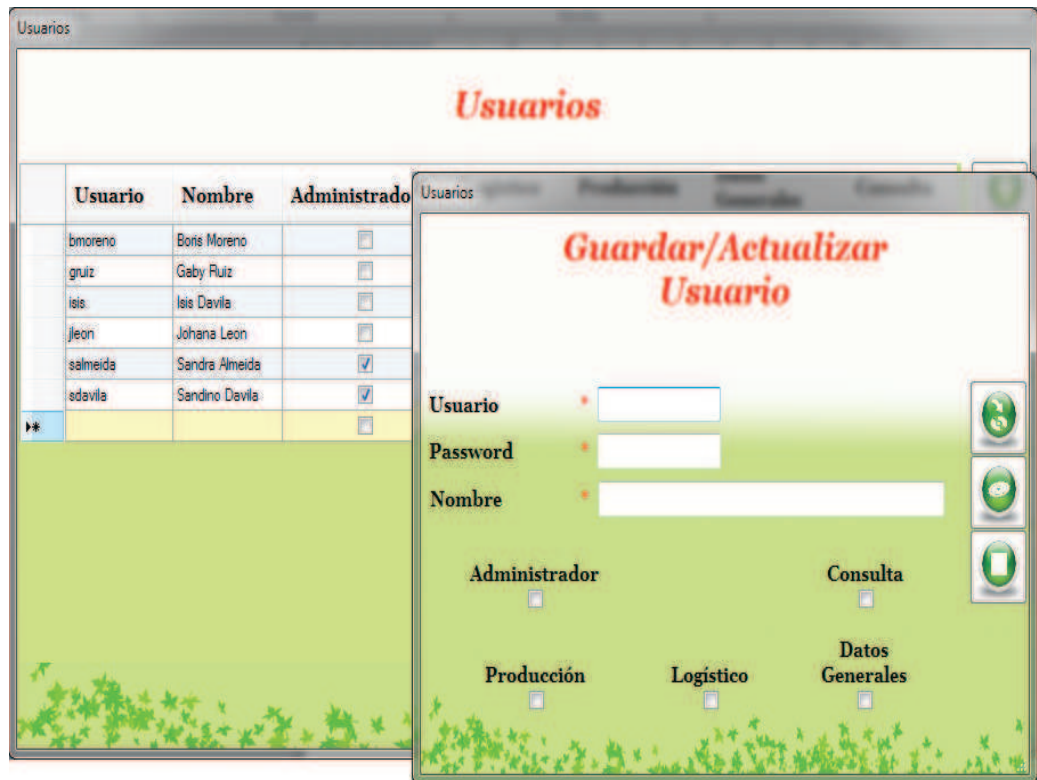 Usuarios
Usuarios
Usuario Nombre Administrado
bmoreno Boris Moreno
gruiz Gaby Ruiz
isis Isis Davila
jleon Johana Leon
salmeida Sandra Almeida
sdavila Sandino Davila
Usuarios
Producción Generales Consulta
Guardar/Actualizar
Usuario
Usuario *
Password *
Nombre *
Administrador Consulta
Producción Logístico Datos
Generales